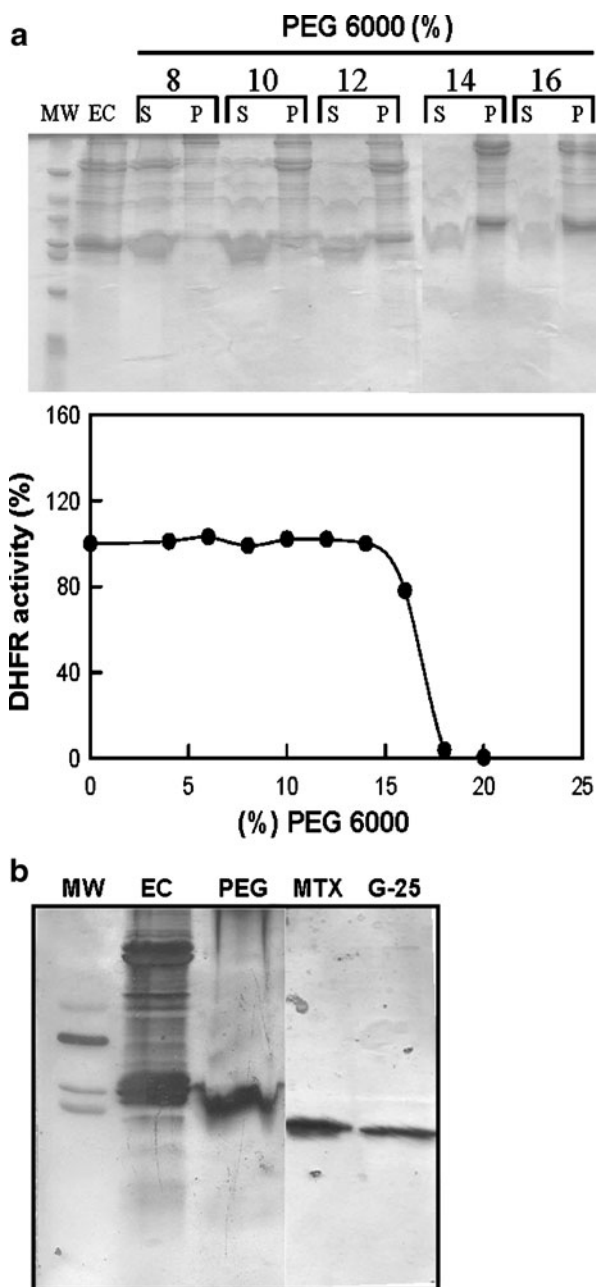 a
PEG 6000 (%)
8 10 12 14 16
MW EC S P S P S P S P S P
160
120
80
40
0
DHFR activity (%)
0 5 10 15 20 25
(%) PEG 6000
b
MW EC PEG MTX G-25